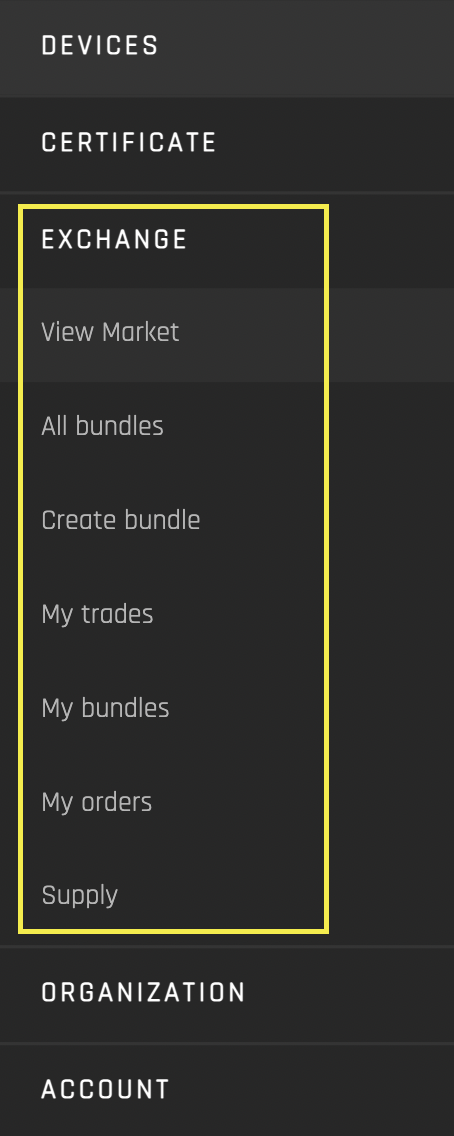 DEVICES
CERTIFICATE
EXCHANGE
View Market
All bundles
Create bundle
My trades
My bundles
My orders
Supply
ORGANIZATION
ACCOUNT